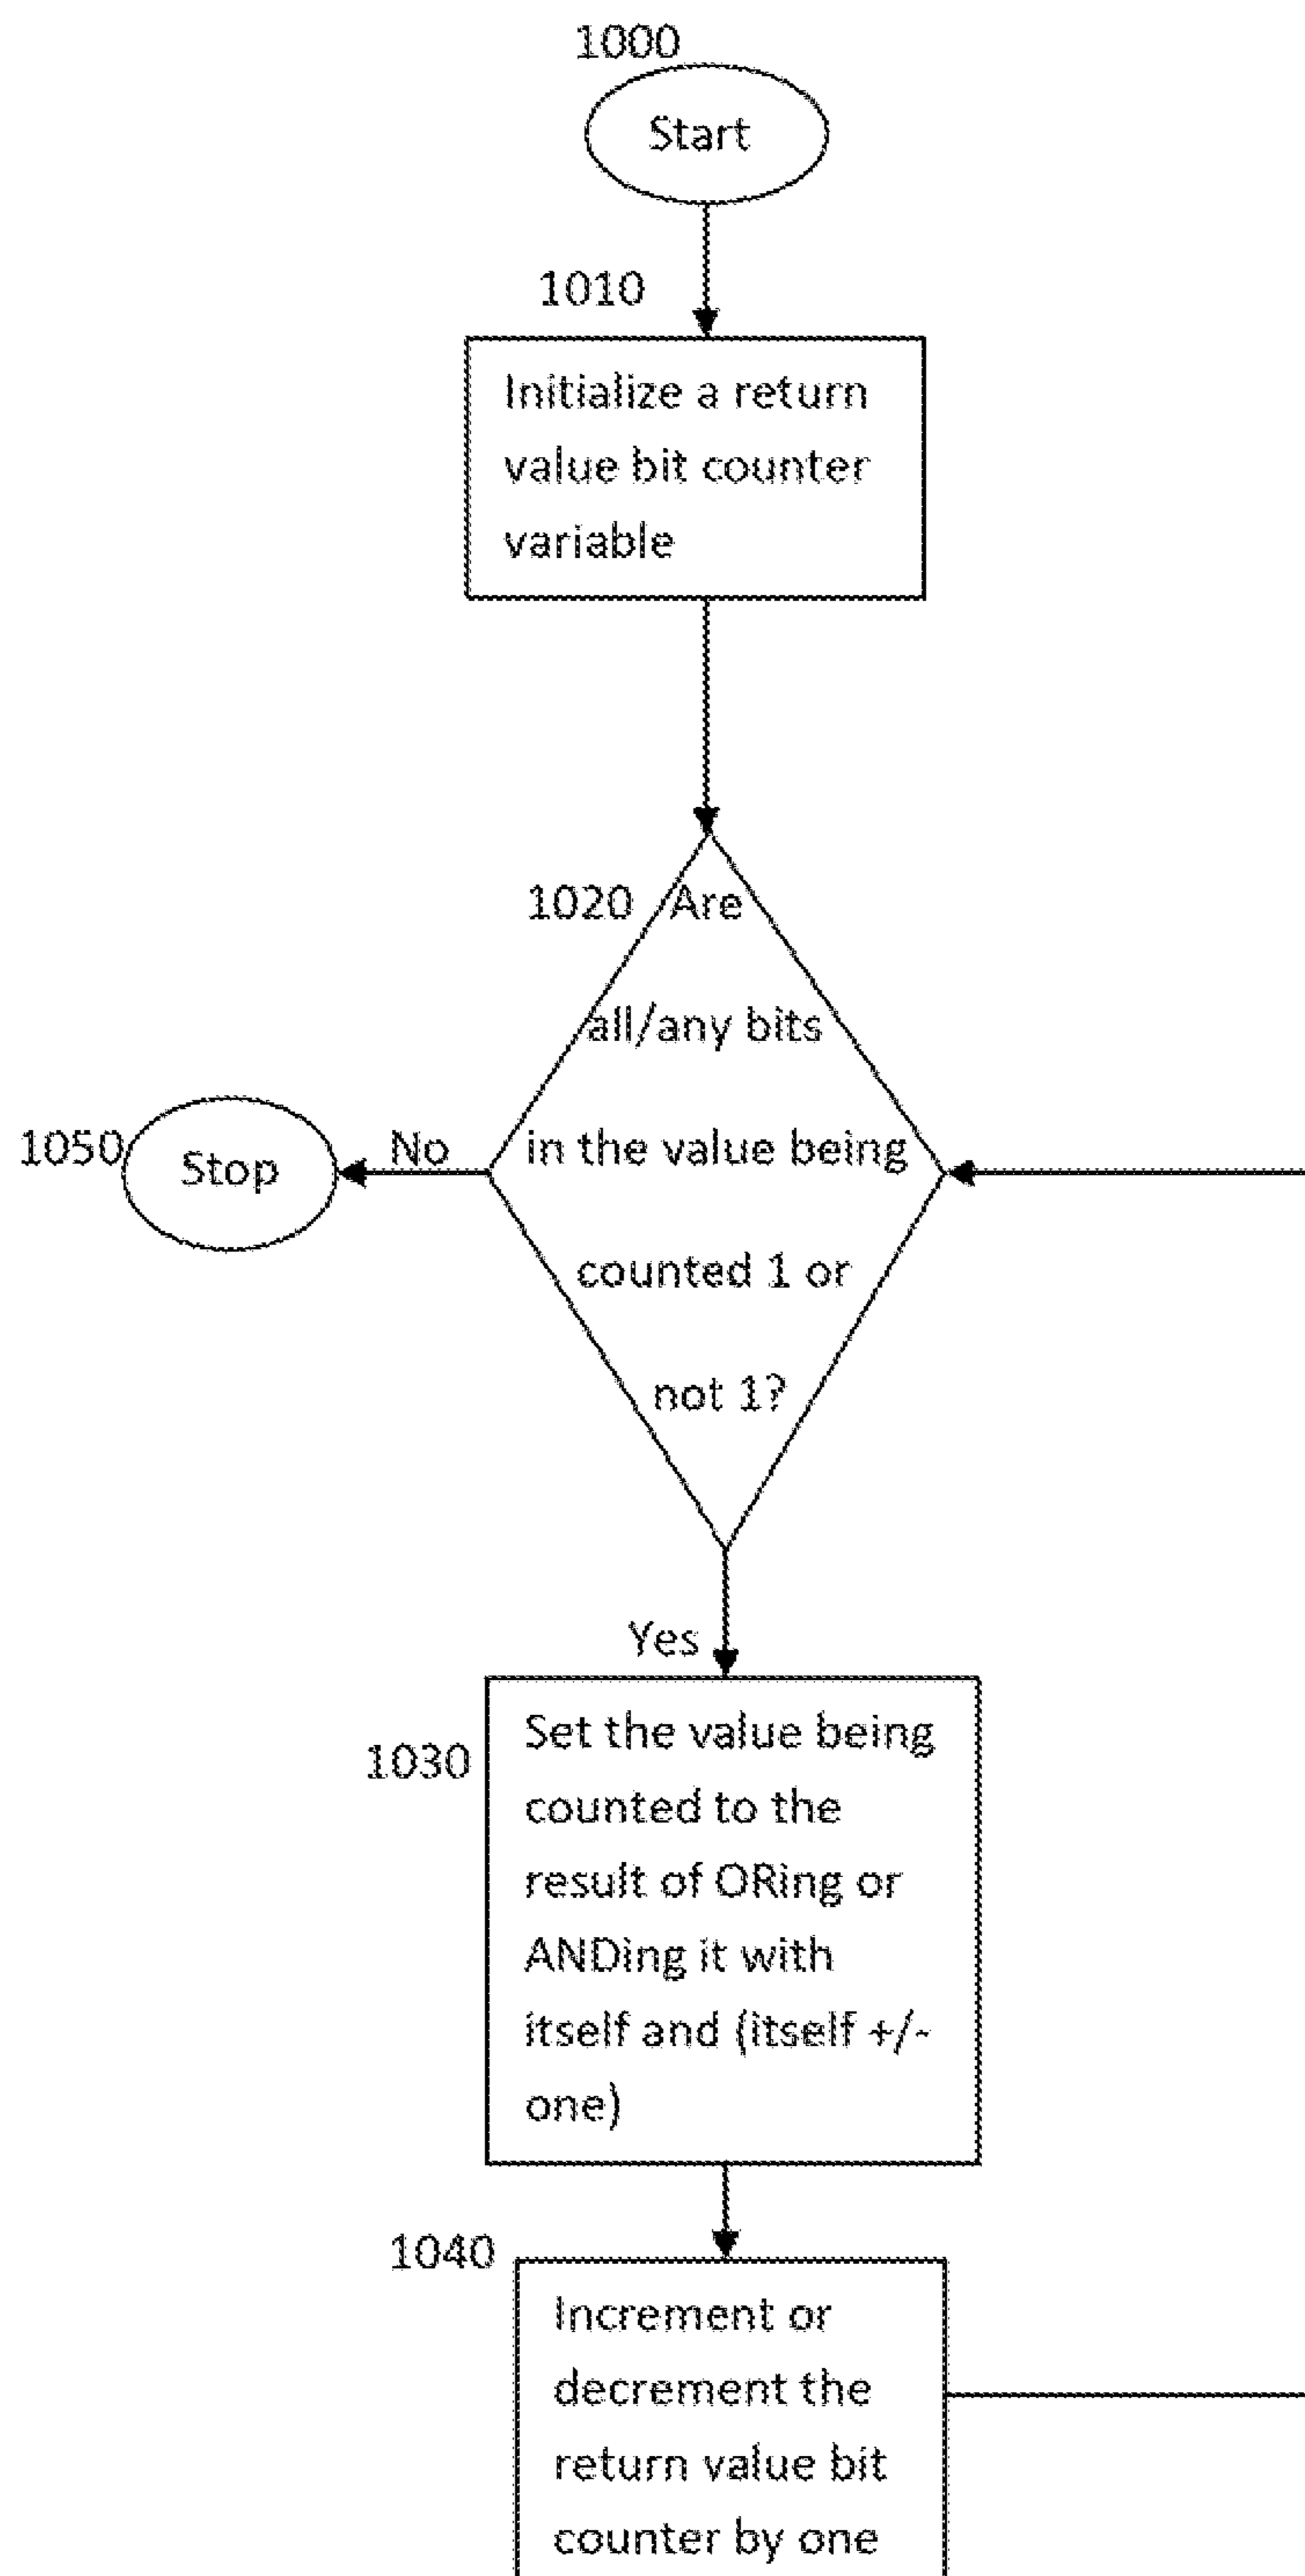 1000
Start
1010
Initialize a return
value bit counter
variable
1020 Are
all/any bits
in the value being
counted 1 or
not 1?
1050
Stop
No
Yes
1030
Set the value being
counted to the
result of ORing or
ANDing it with
itself and (itself +/-
one)
1040
Increment or
decrement the
return value bit
counter by one